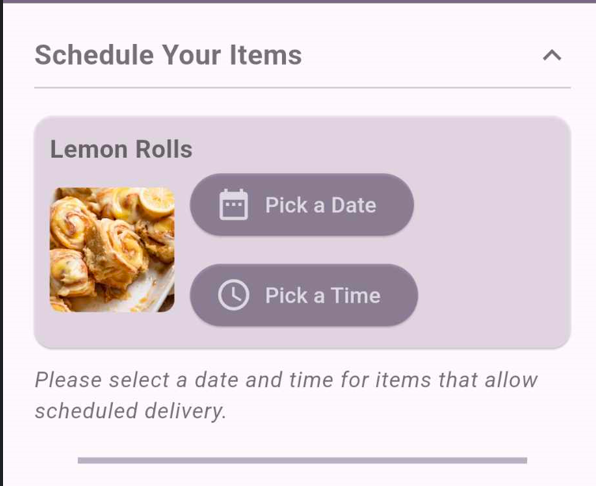 Schedule Your Items
Lemon Rolls
Pick a Date
Pick a Time
Please select a date and time for items that allow
scheduled delivery.